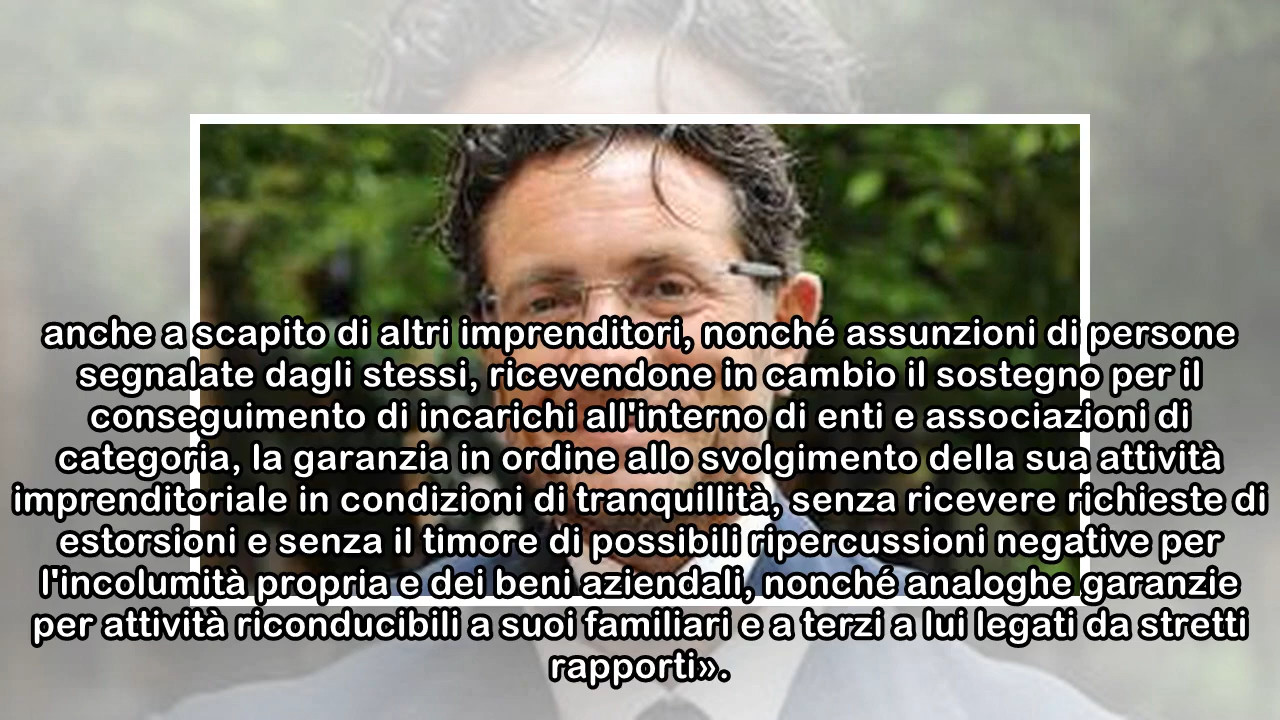 anche a scapito di altri imprenditori, nonché assunzioni di persone
segnalate dagli stessi, ricevendone in cambio il sostegno per il
conseguimento di incarichi all'interno di enti e associazioni di
categoria, la garanzia in ordine allo svolgimento della sua attività
imprenditoriale in condizioni di tranquillità, senza ricevere richieste di
estorsioni e senza il timore di possibili ripercussioni negative per
l'incolumità propria e dei beni aziendali, nonché analoghe garanzie
per attività riconducibili a suoi familiari e a terzi a lui legati da stretti
rapporti».